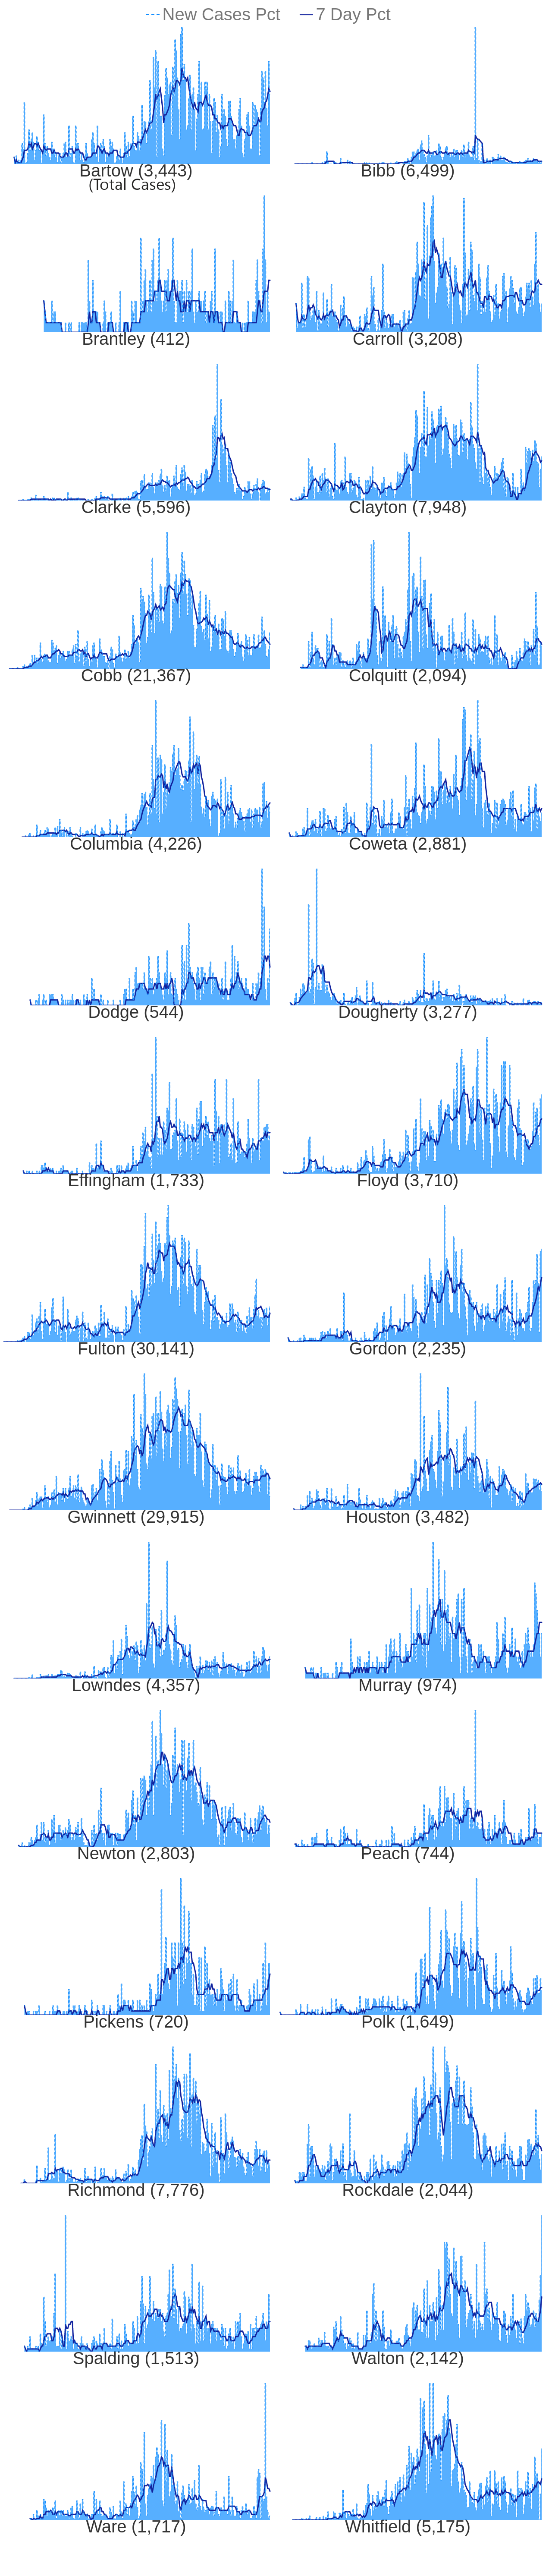 New Cases Pct 7 Day Pct
Bartow (3,443) Bibb (6,499)
(Total Cases)
Brantley (412) Carroll (3,208)
Clarke (5,596) Clayton (7,948)
Cobb (21,367) Colquitt (2,094)
Columbia (4,226) Coweta (2,881)
Dodge (544) Dougherty (3,277)
Effingham (1,733) Floyd (3,710)
Fulton (30,141) Gordon (2,235)
Gwinnett (29,915) Houston (3,482)
Lowndes (4,357) Murray (974)
Newton (2,803) Peach (744)
Pickens (720) Polk (1,649)
Richmond (7,776) Rockdale (2,044)
Spalding (1,513) Walton (2,142)
Ware (1,717) Whitfield (5,175)